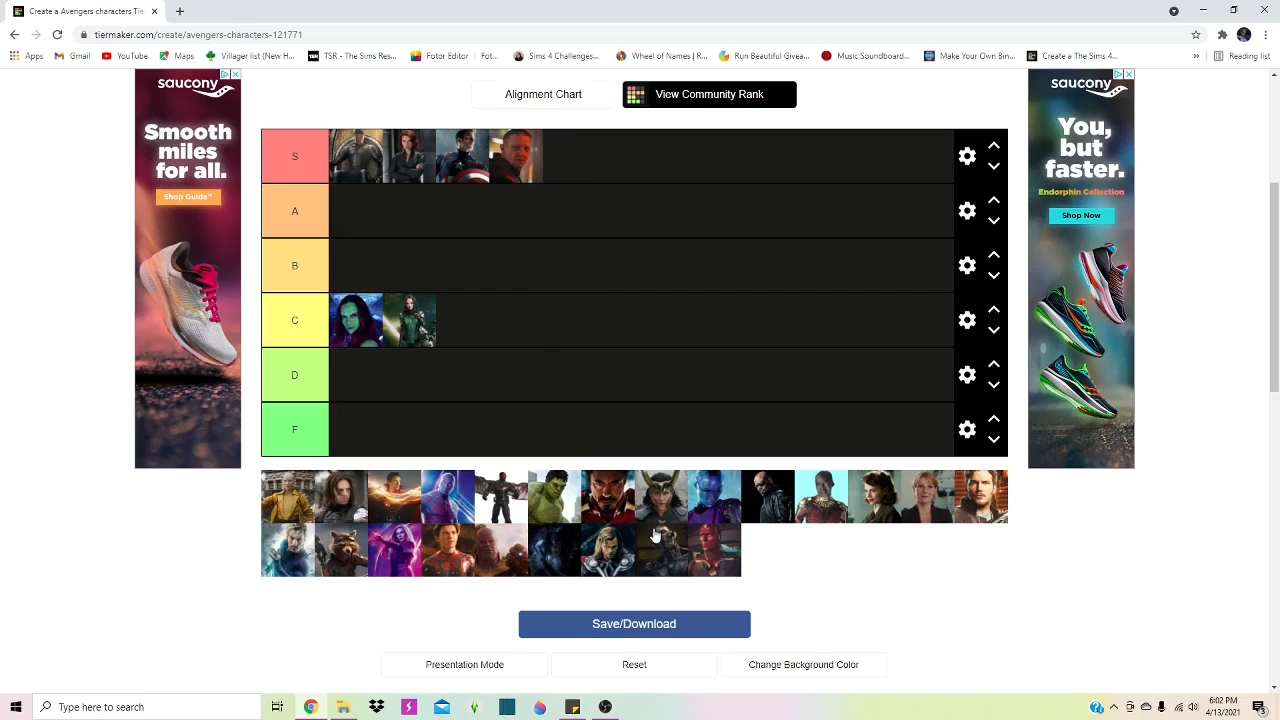 Create a Avengers characters Tie
tiermaker.com/create/avengers-characters-121771
Apps
Gmail
YouTube
Maps
Villager list (New H...
TSR - The Sims Res...
Fotor Editor | Fot...
Sims 4 Challenges...
Wheel of Names | R...
Run Beautiful Givea...
Music Soundboard...
Make Your Own Bin...
Create a The Sims 4...
»
Reading list
saucony
Smooth
miles
for all.
Shop Guide™
Alignment Chart
View Community Rank
S
A
B
C
D
F
saucony
You,
but
faster.
Endorphin Collection
Shop Now
Save/Download
Presentation Mode
Reset
Change Background Color
Type here to search
6:02 PM
4/13/2021